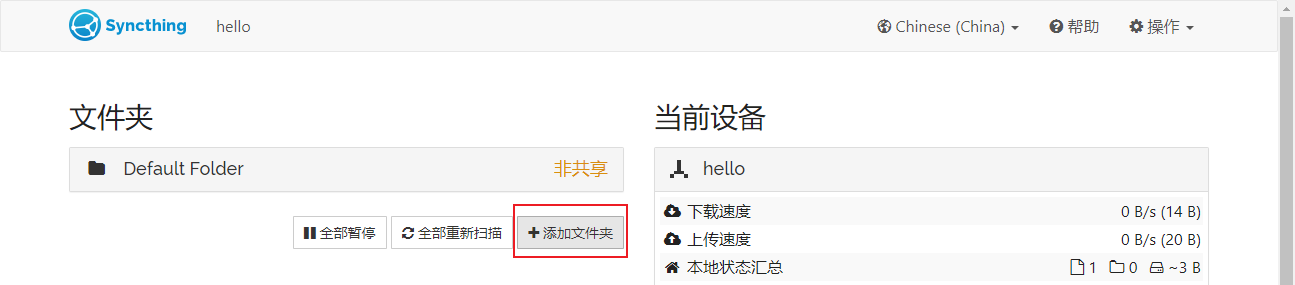 Syncthing hello Chinese (China) 帮助 操作
文件夹
Default Folder 非共享
全部暂停 全部重新扫描 添加文件夹
当前设备
hello
下载速度 0 B/s (14 B)
上传速度 0 B/s (20 B)
本地状态汇总 1 0 ~3 B